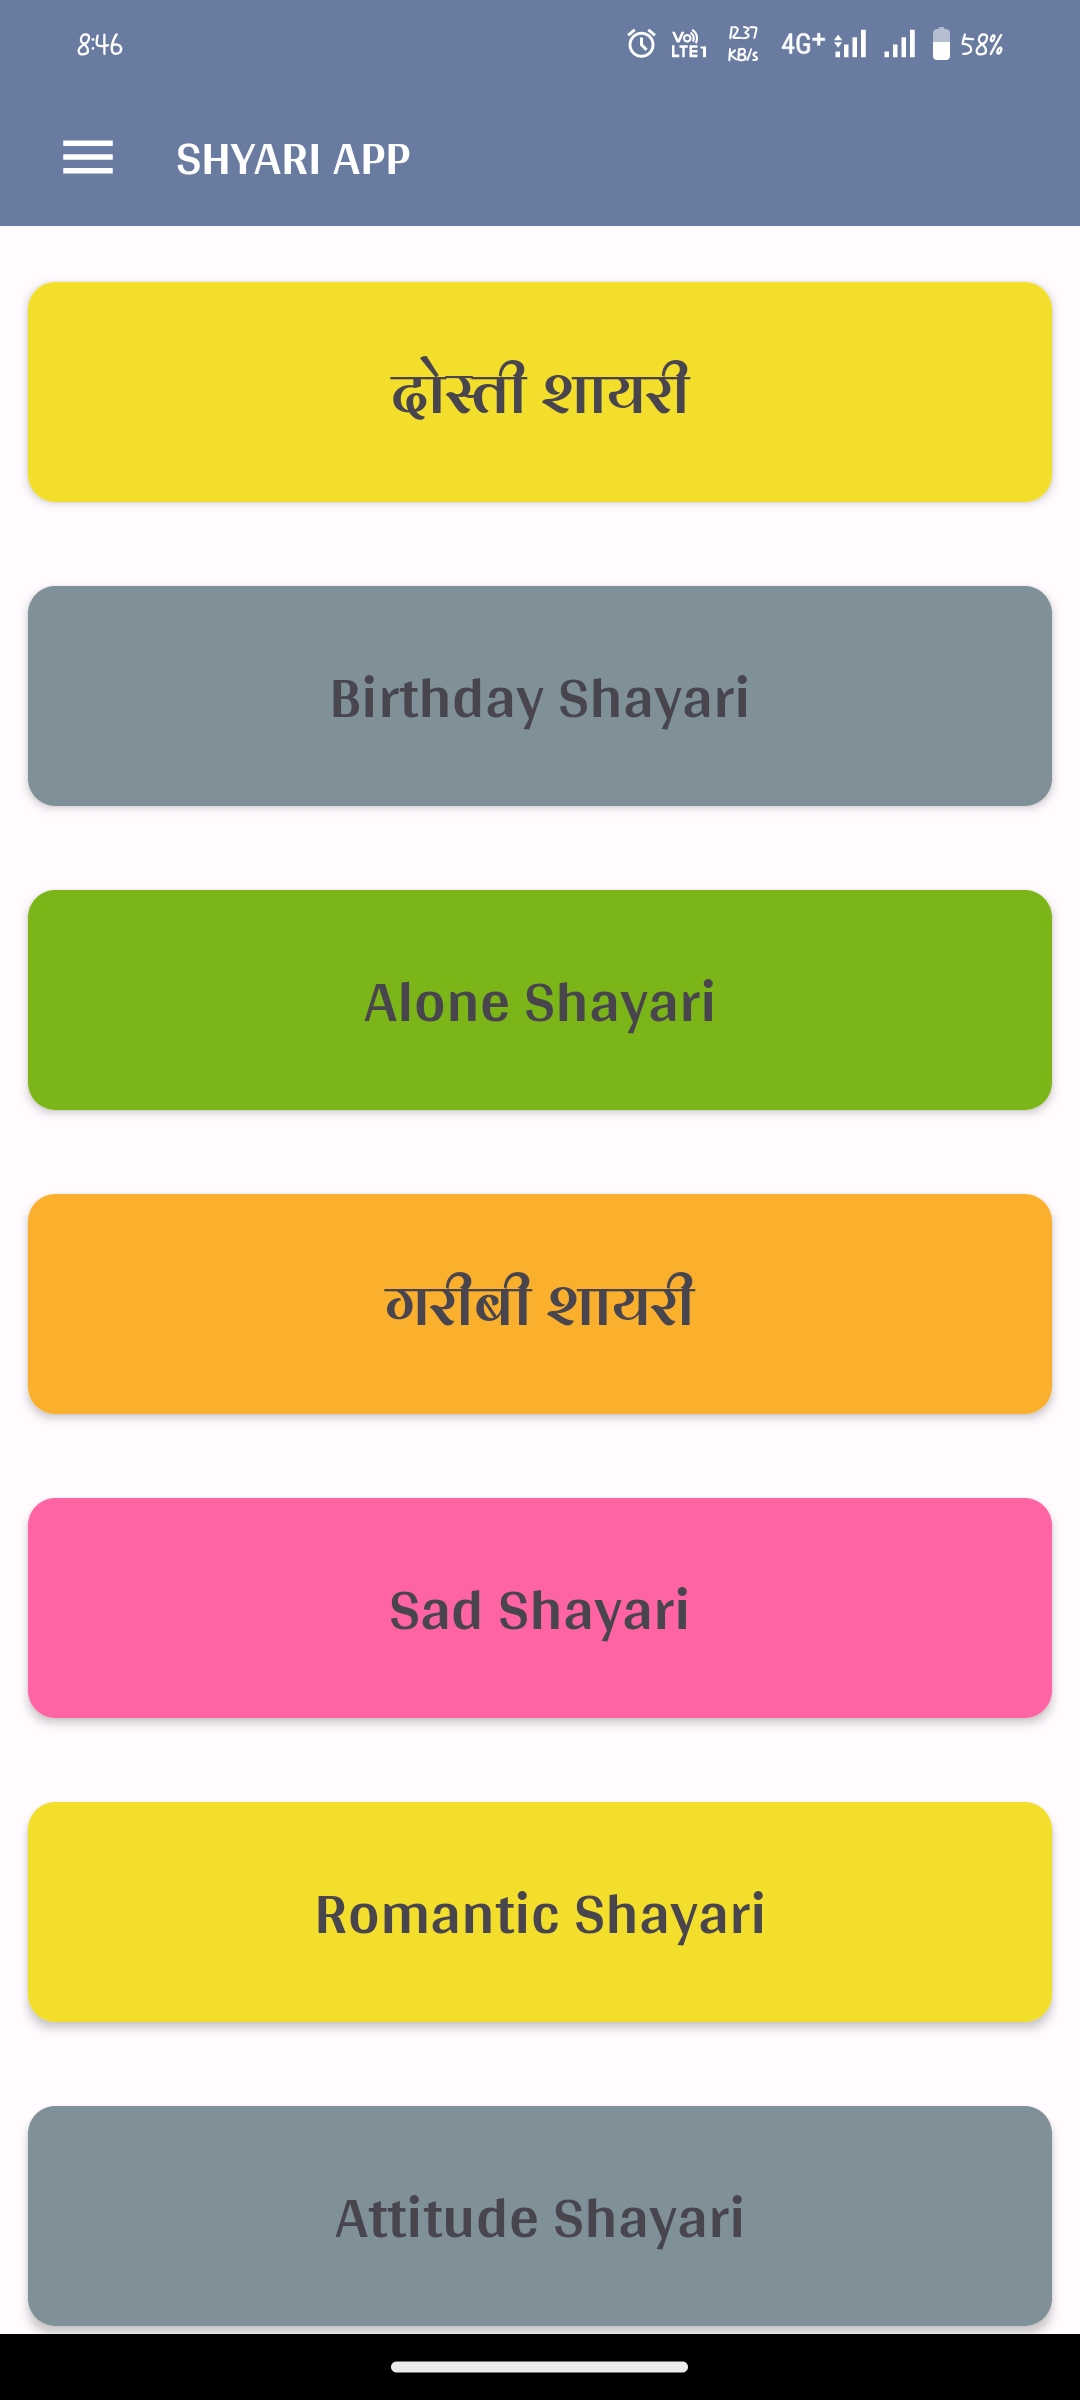 8:46
Vo) LTE1
12.37 KB/s
4G+
58%
SHYARI APP
दोस्ती शायरी
Birthday Shayari
Alone Shayari
गरीबी शायरी
Sad Shayari
Romantic Shayari
Attitude Shayari